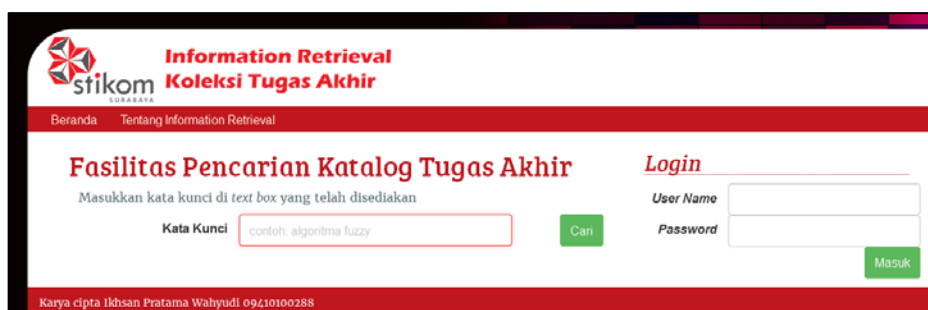 Information Retrieval
stikom Koleksi Tugas Akhir
SURABAYA
Beranda Tentang Information Retrieval
Fasilitas Pencarian Katalog Tugas Akhir
Masukkan kata kunci di text box yang telah disediakan
Kata Kunci contoh: algoritma fuzzy Cari
Login
User Name
Password
Masuk
Karya cipta Ikhsan Pratama Wahyudi 09410100288